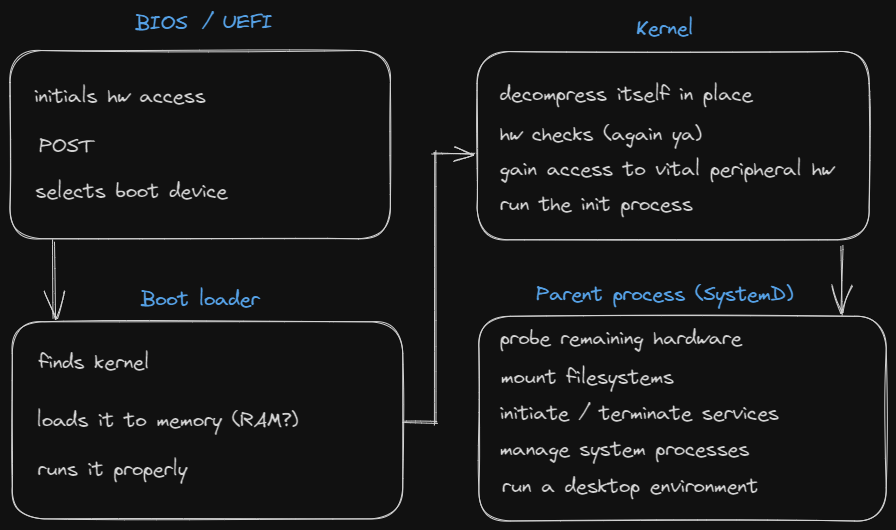 BIOS / UEFI
initials hw access
POST
selects boot device
Boot loader
finds kernel
loads it to memory (RAM?)
runs it properly
Kernel
decompress itself in place
hw checks (again ya)
gain access to vital peripheral hw
run the init process
Parent process (SystemD)
probe remaining hardware
mount filesystems
initiate / terminate services
manage system processes
run a desktop environment